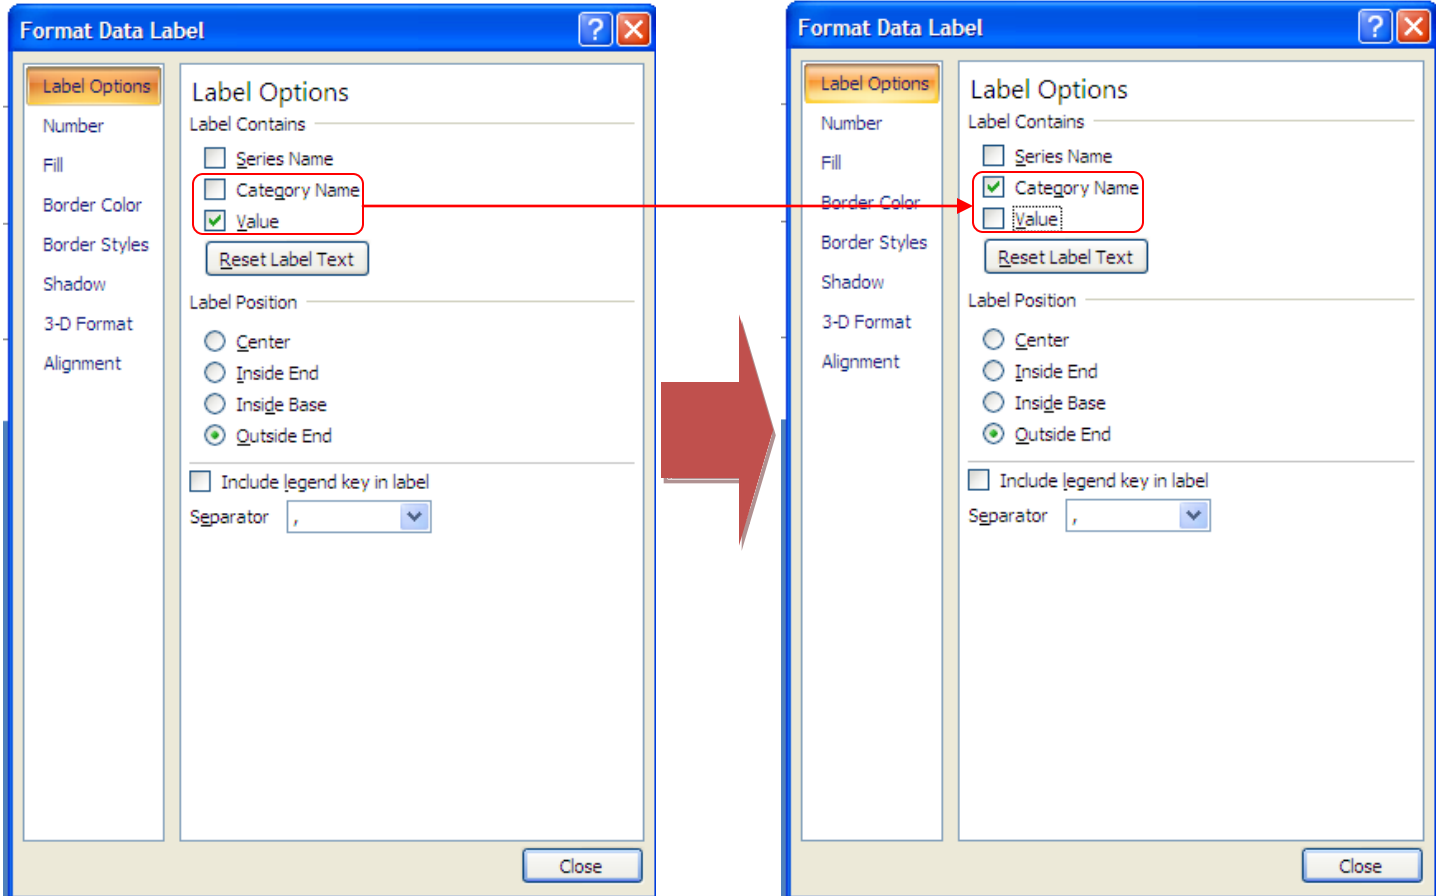 Format Data Label
?
Label Options
Number
Fill
Border Color
Border Styles
Shadow
3-D Format
Alignment
Label Options
Label Contains
Series Name
Category Name
Value
Reset Label Text
Label Position
Center
Inside End
Inside Base
Outside End
Include legend key in label
Separator ,
Close
Format Data Label
?
Label Options
Number
Fill
Border Color
Border Styles
Shadow
3-D Format
Alignment
Label Options
Label Contains
Series Name
Category Name
Value
Reset Label Text
Label Position
Center
Inside End
Inside Base
Outside End
Include legend key in label
Separator ,
Close